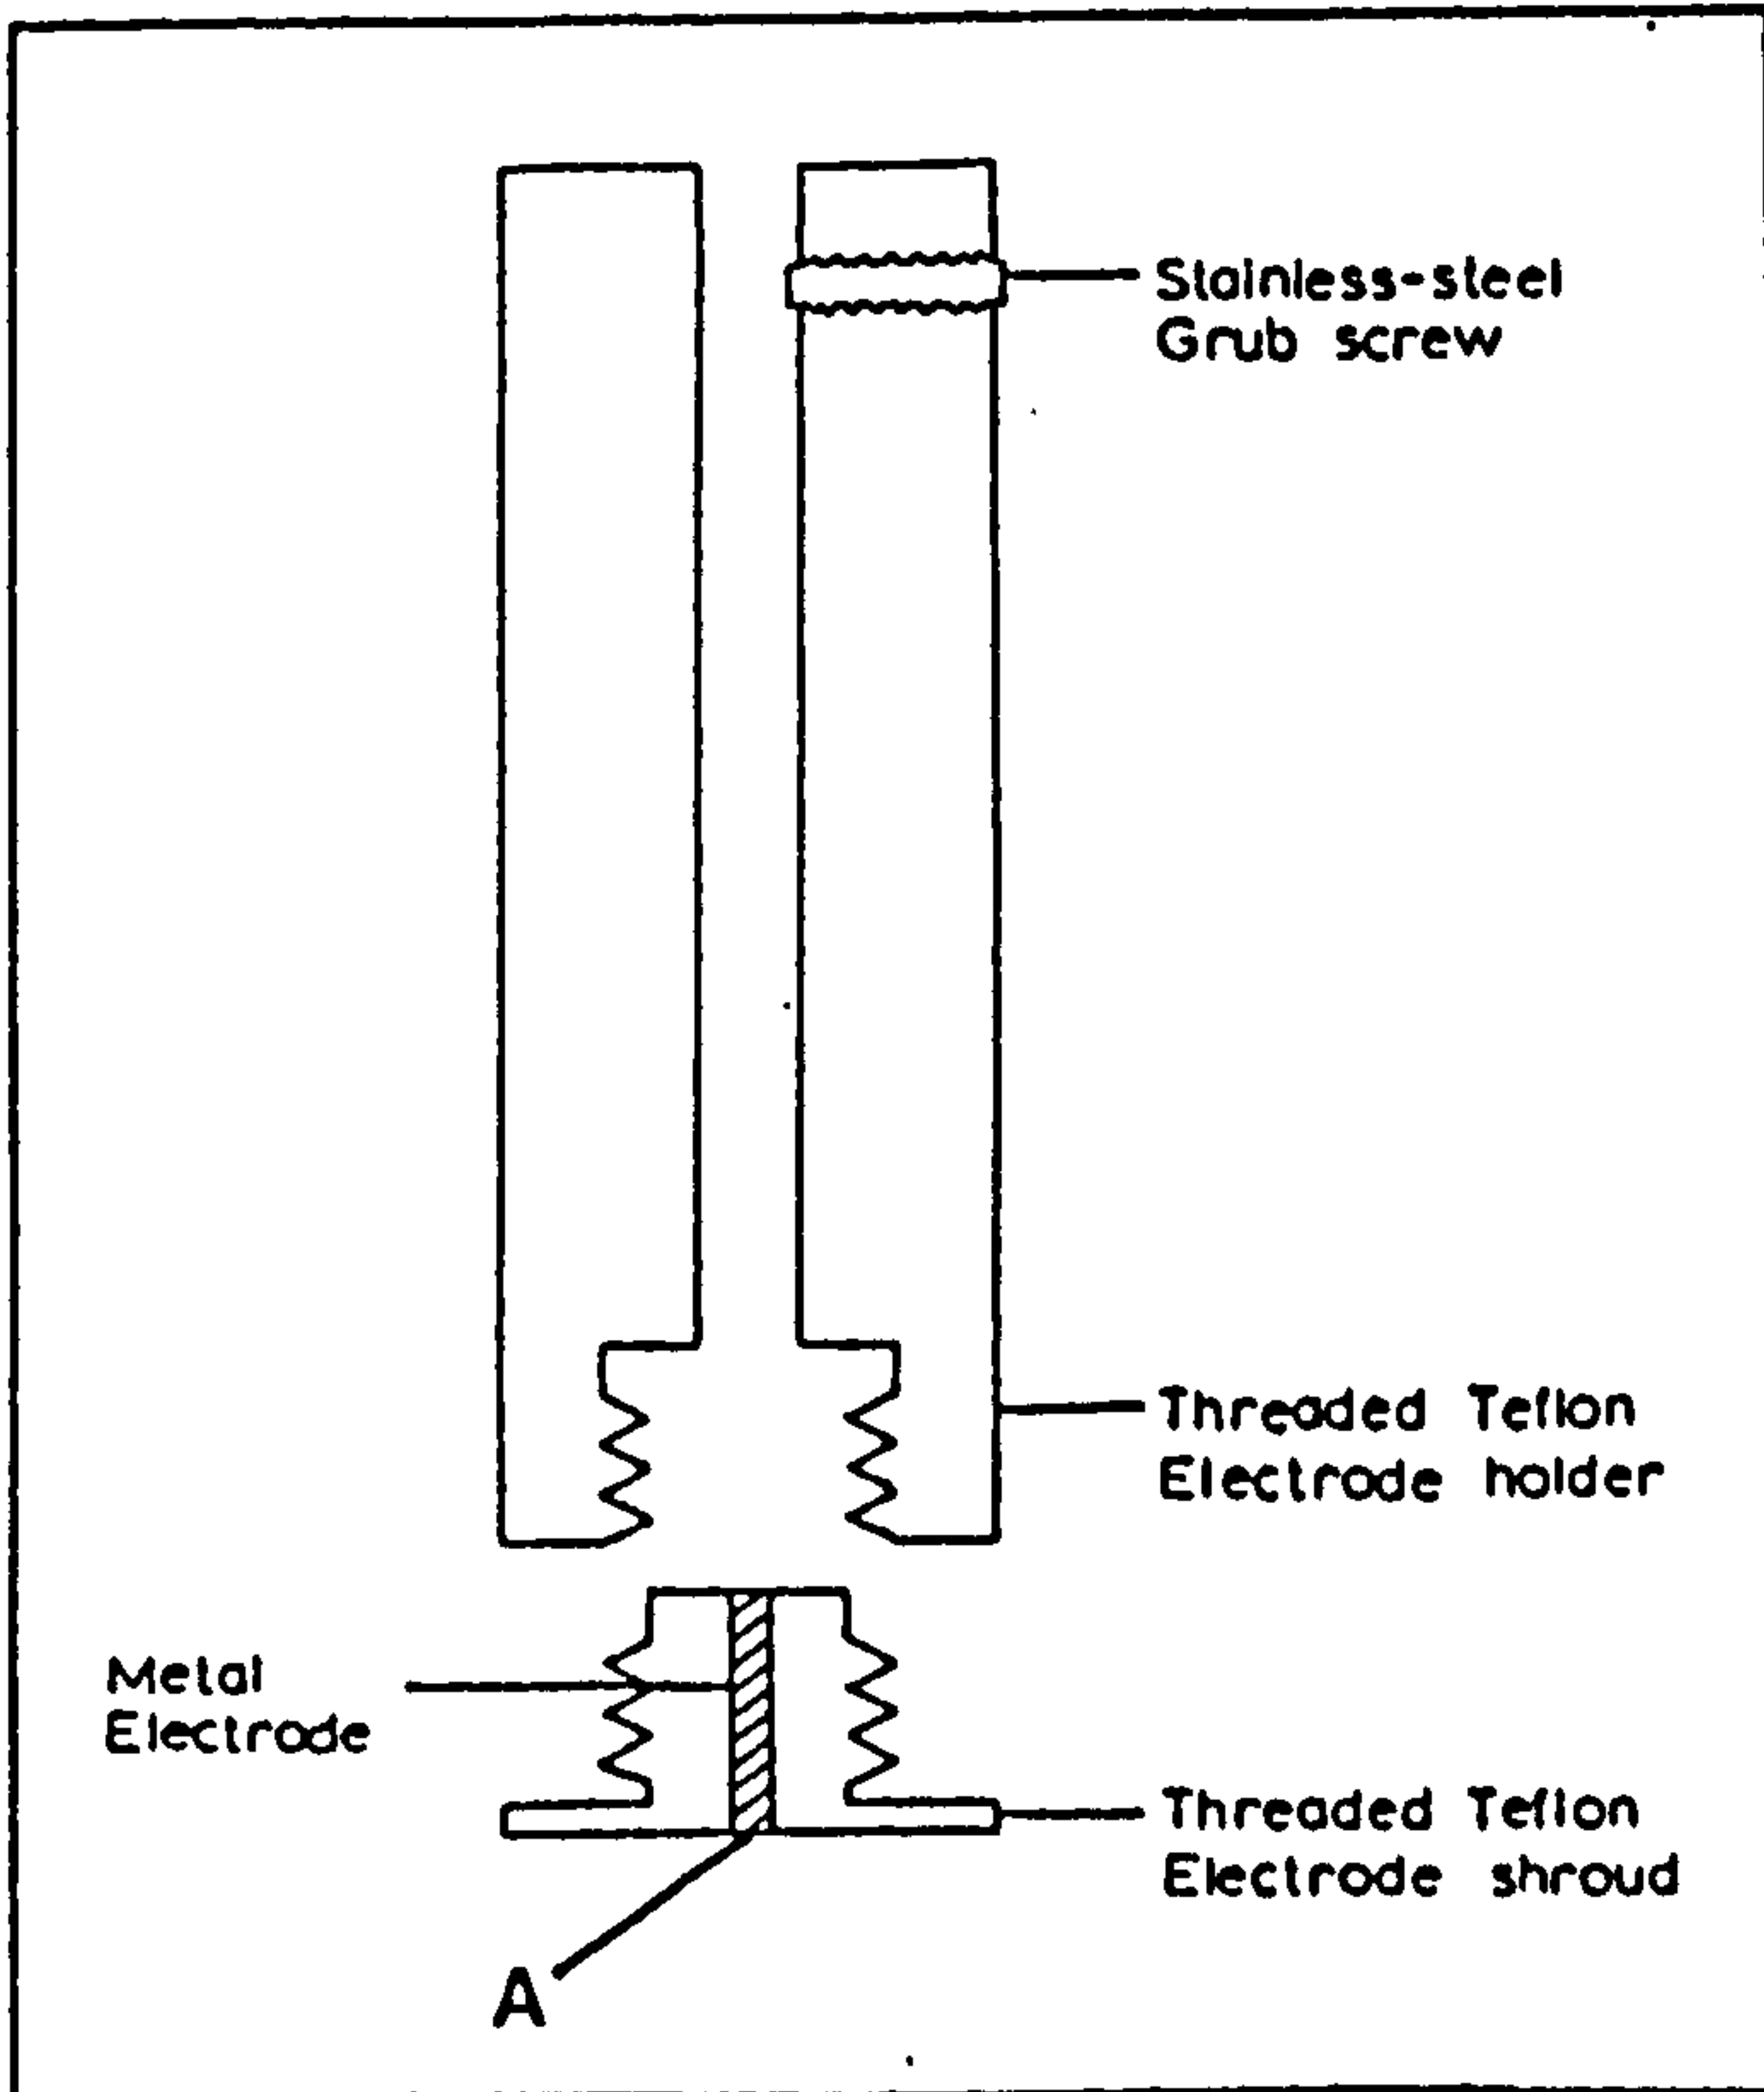 Stainless-steel
Grub screw
Threaded Teflon
Electrode holder
Metal
Electrode
Threaded Teflon
Electrode shroud
A